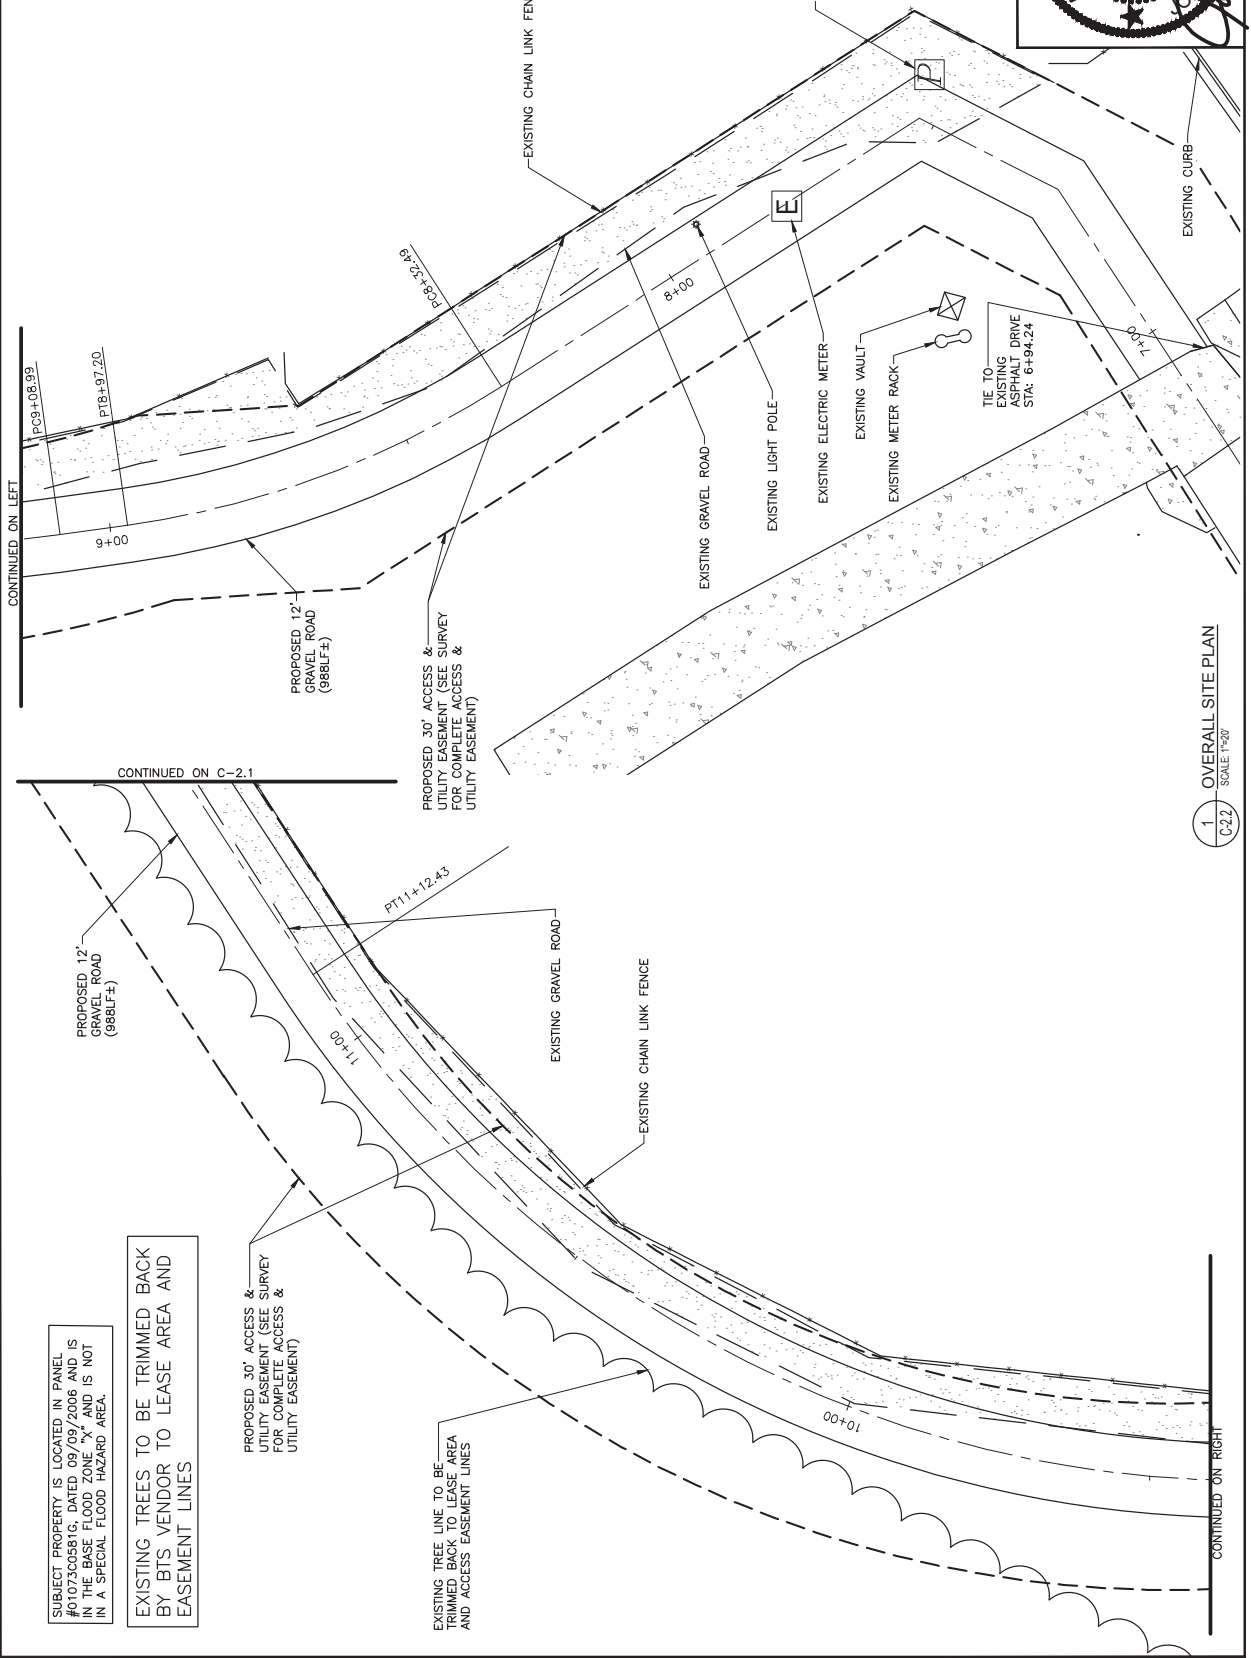 SUBJECT PROPERTY IS LOCATED IN PANEL
#01073C0581G, DATED 09/09/2006 AND IS
IN THE BASE FLOOD ZONE "X" AND IS NOT
IN A SPECIAL FLOOD HAZARD AREA.
EXISTING TREES TO BE TRIMMED BACK
BY BTS VENDOR TO LEASE AREA AND
EASEMENT LINES
PROPOSED 30' ACCESS &
UTILITY EASEMENT (SEE SURVEY
FOR COMPLETE ACCESS &
UTILITY EASEMENT)
EXISTING TREE LINE TO BE
TRIMMED BACK TO LEASE AREA
AND ACCESS EASEMENT LINES
PROPOSED 12'
GRAVEL ROAD
(988LF±)
CONTINUED ON C-2.1
PT11+12.43
11+00
EXISTING GRAVEL ROAD
EXISTING CHAIN LINK FENCE
10+00
CONTINUED ON RIGHT
CONTINUED ON LEFT
PC9+08.99
PT8+97.20
9+00
PROPOSED 12'
GRAVEL ROAD
(988LF±)
PROPOSED 30' ACCESS &
UTILITY EASEMENT (SEE SURVEY
FOR COMPLETE ACCESS &
UTILITY EASEMENT)
PC8+32.49
EXISTING CHAIN LINK FEN
8+00
EXISTING GRAVEL ROAD
EXISTING LIGHT POLE
E
EXISTING ELECTRIC METER
EXISTING VAULT
EXISTING METER RACK
P
TIE TO
EXISTING
ASPHALT DRIVE
STA: 6+94.24
7+00
EXISTING CURB
1
C-2.2
OVERALL SITE PLAN
SCALE: 1"=20'